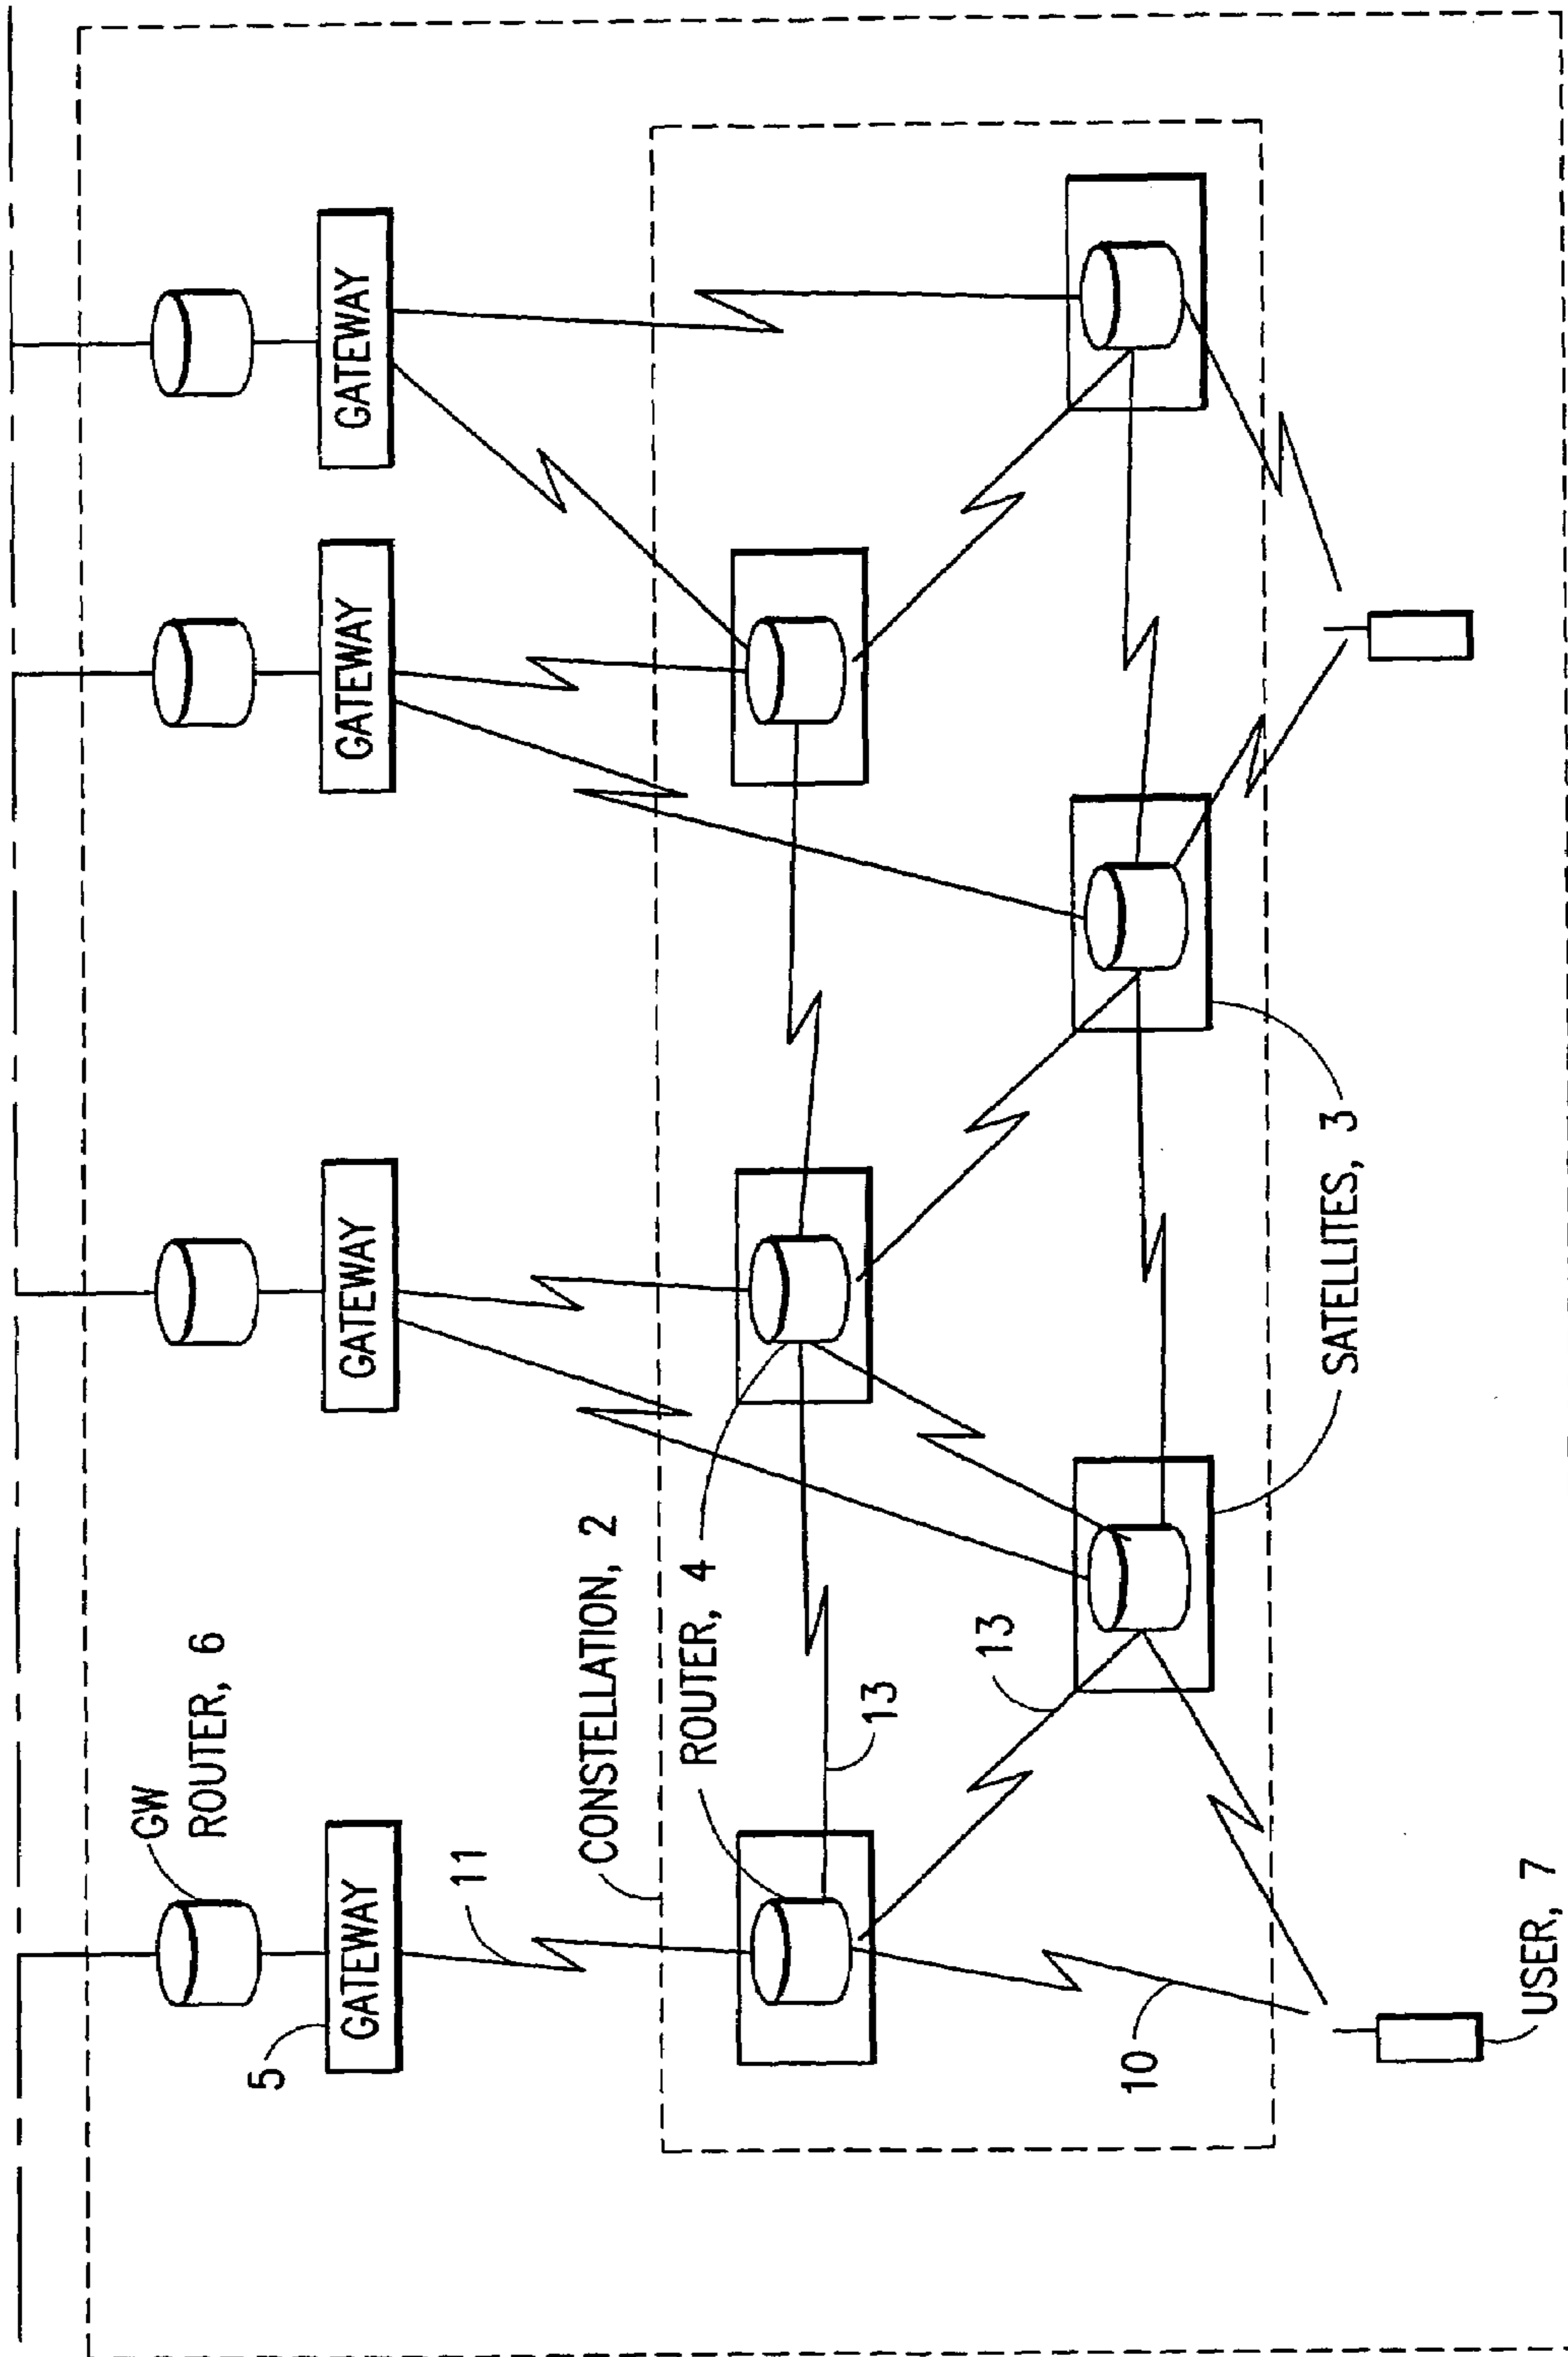 GW
ROUTER, 6
5
GATEWAY
GATEWAY
GATEWAY
GATEWAY
11
CONSTELLATION, 2
ROUTER, 4
13
13
10
SATELLITES, 3
USER, 7